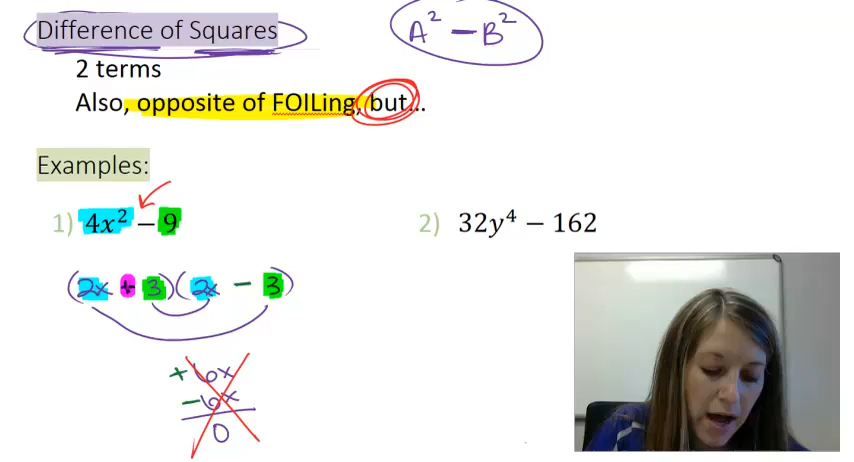 Difference of Squares
A² − B²
2 terms
Also, opposite of FOILing, but...
Examples:
1) 4x² − 9
2) 32y⁴ − 162
(2x + 3)(2x − 3)
+6x
−6x
0